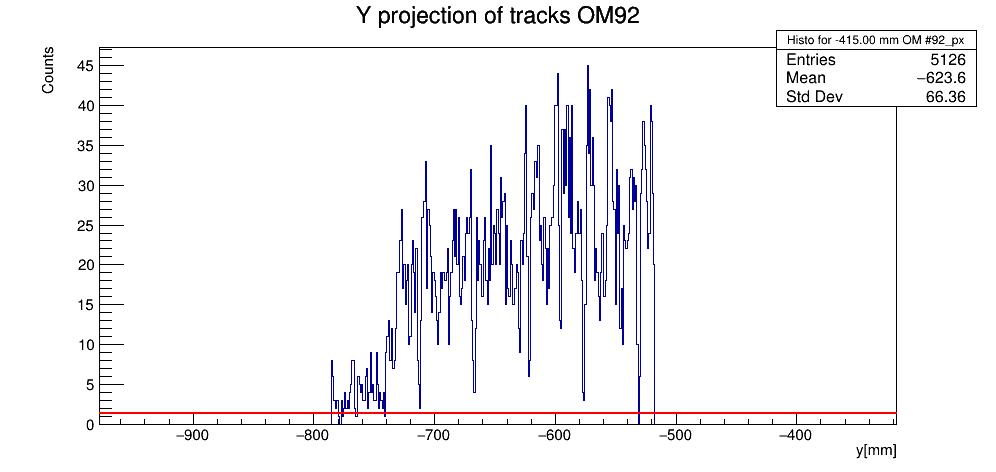 Y projection of tracks OM92
Histo for -415.00 mm OM #92_px
Entries 5126
Mean −623.6
Std Dev 66.36
Counts
45
40
35
30
25
20
15
10
5
0
−900 −800 −700 −600 −500 −400
y[mm]